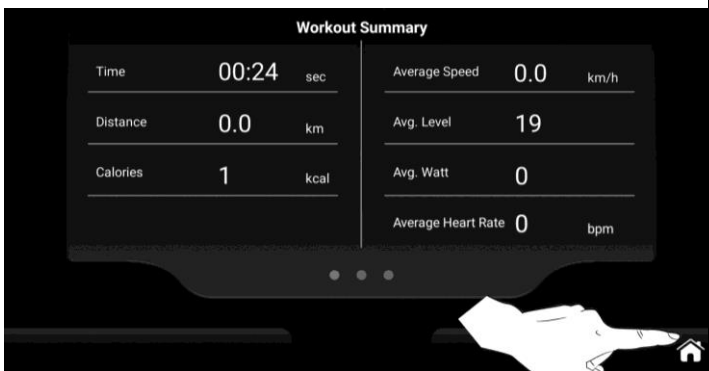 Workout Summary
Time 00:24 sec
Distance 0.0 km
Calories 1 kcal
Average Speed 0.0 km/h
Avg. Level 19
Avg. Watt 0
Average Heart Rate 0 bpm